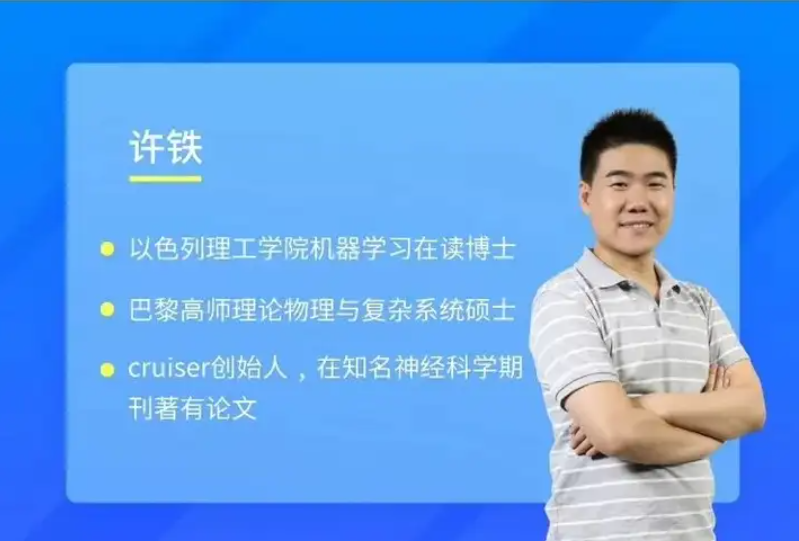 许铁
以色列理工学院机器学习在读博士
巴黎高师理论物理与复杂系统硕士
cruiser创始人，在知名神经科学期
刊著有论文